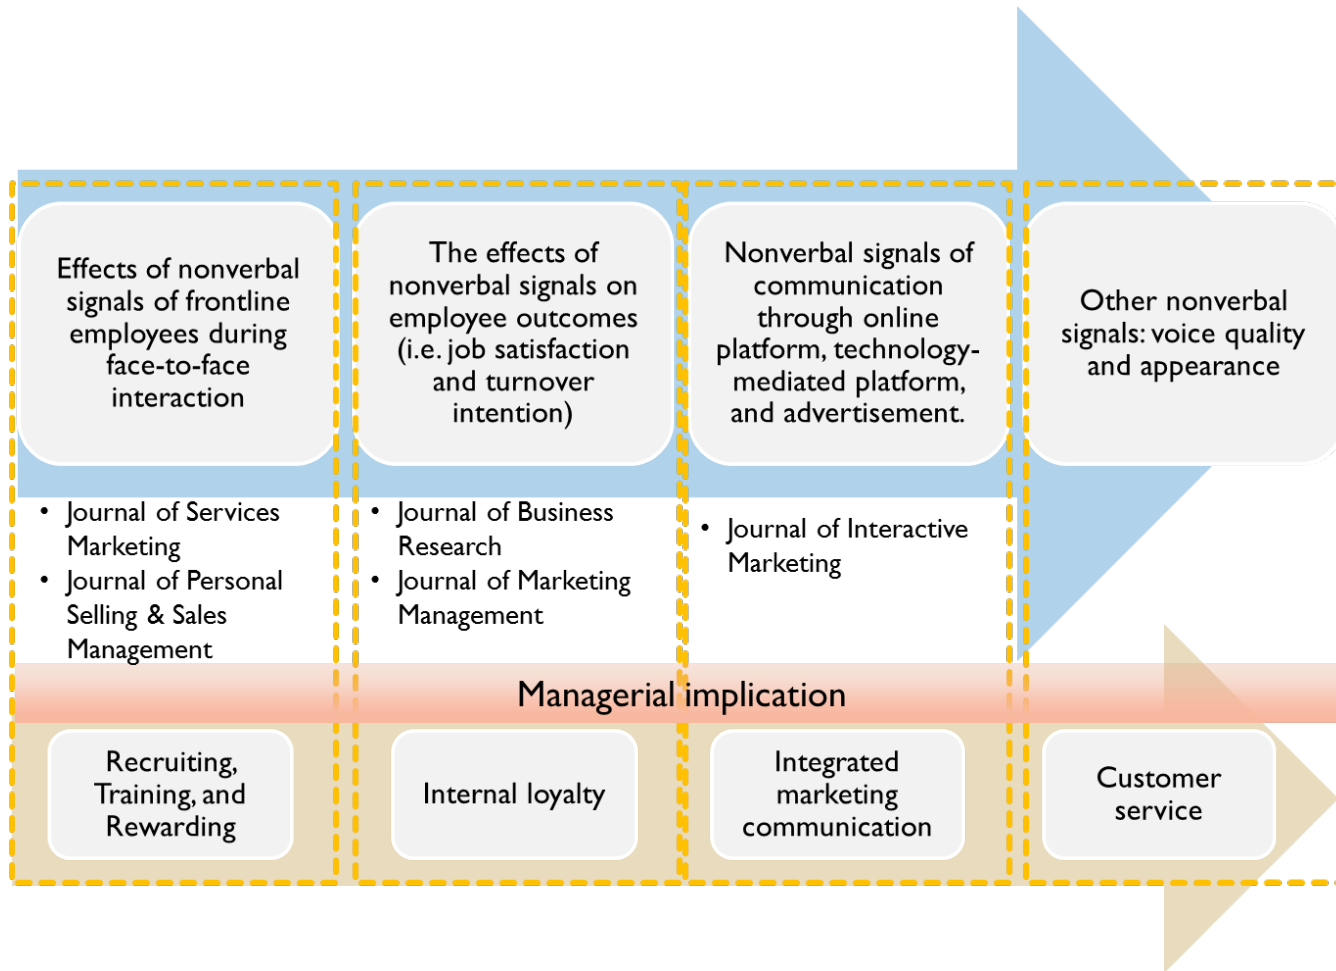 Effects of nonverbal
signals of frontline
employees during
face-to-face
interaction
The effects of
nonverbal signals on
employee outcomes
(i.e. job satisfaction
and turnover
intention)
Nonverbal signals of
communication
through online
platform, technology-
mediated platform,
and advertisement.
Other nonverbal
signals: voice quality
and appearance
• Journal of Services
Marketing
• Journal of Personal
Selling & Sales
Management
• Journal of Business
Research
• Journal of Marketing
Management
• Journal of Interactive
Marketing
Managerial implication
Recruiting,
Training, and
Rewarding
Internal loyalty
Integrated
marketing
communication
Customer
service